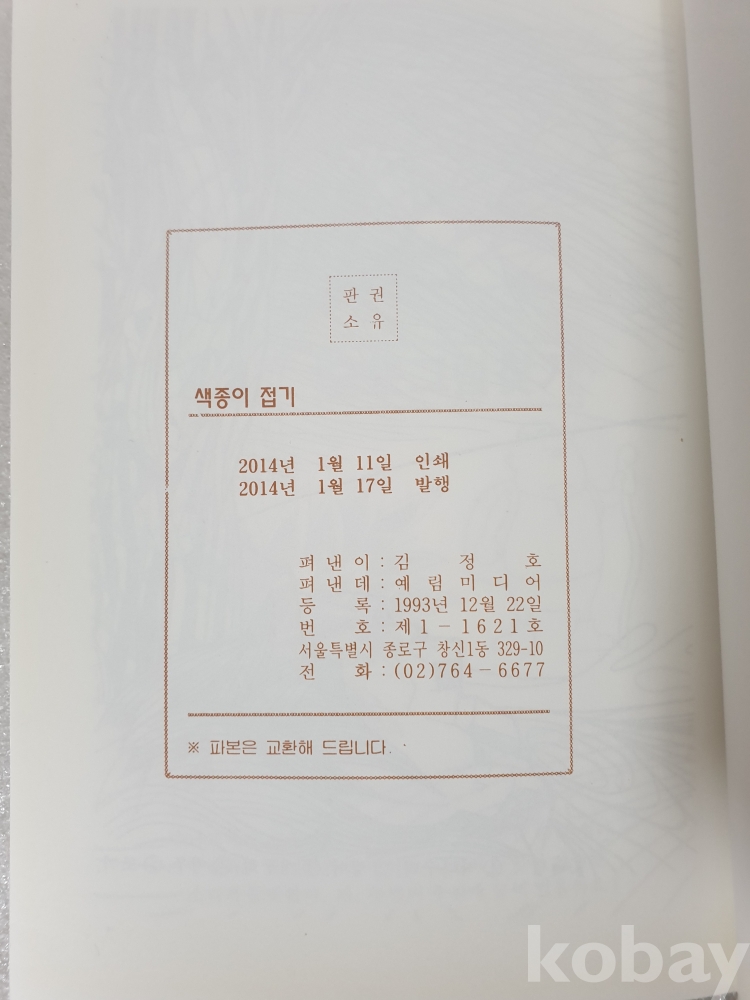 판 권
소 유
색종이 접기
2014년 1월 11일 인쇄
2014년 1월 17일 발행
펴 낸 이 : 김 정 호
펴 낸 데 : 예 림 미 디 어
등 록 : 1993년 12월 22일
번 호 : 제 1 - 1 6 2 1 호
서울특별시 종로구 창신1동 329-10
전 화 : (02)764-6677
※ 파본은 교환해 드립니다.
kobay